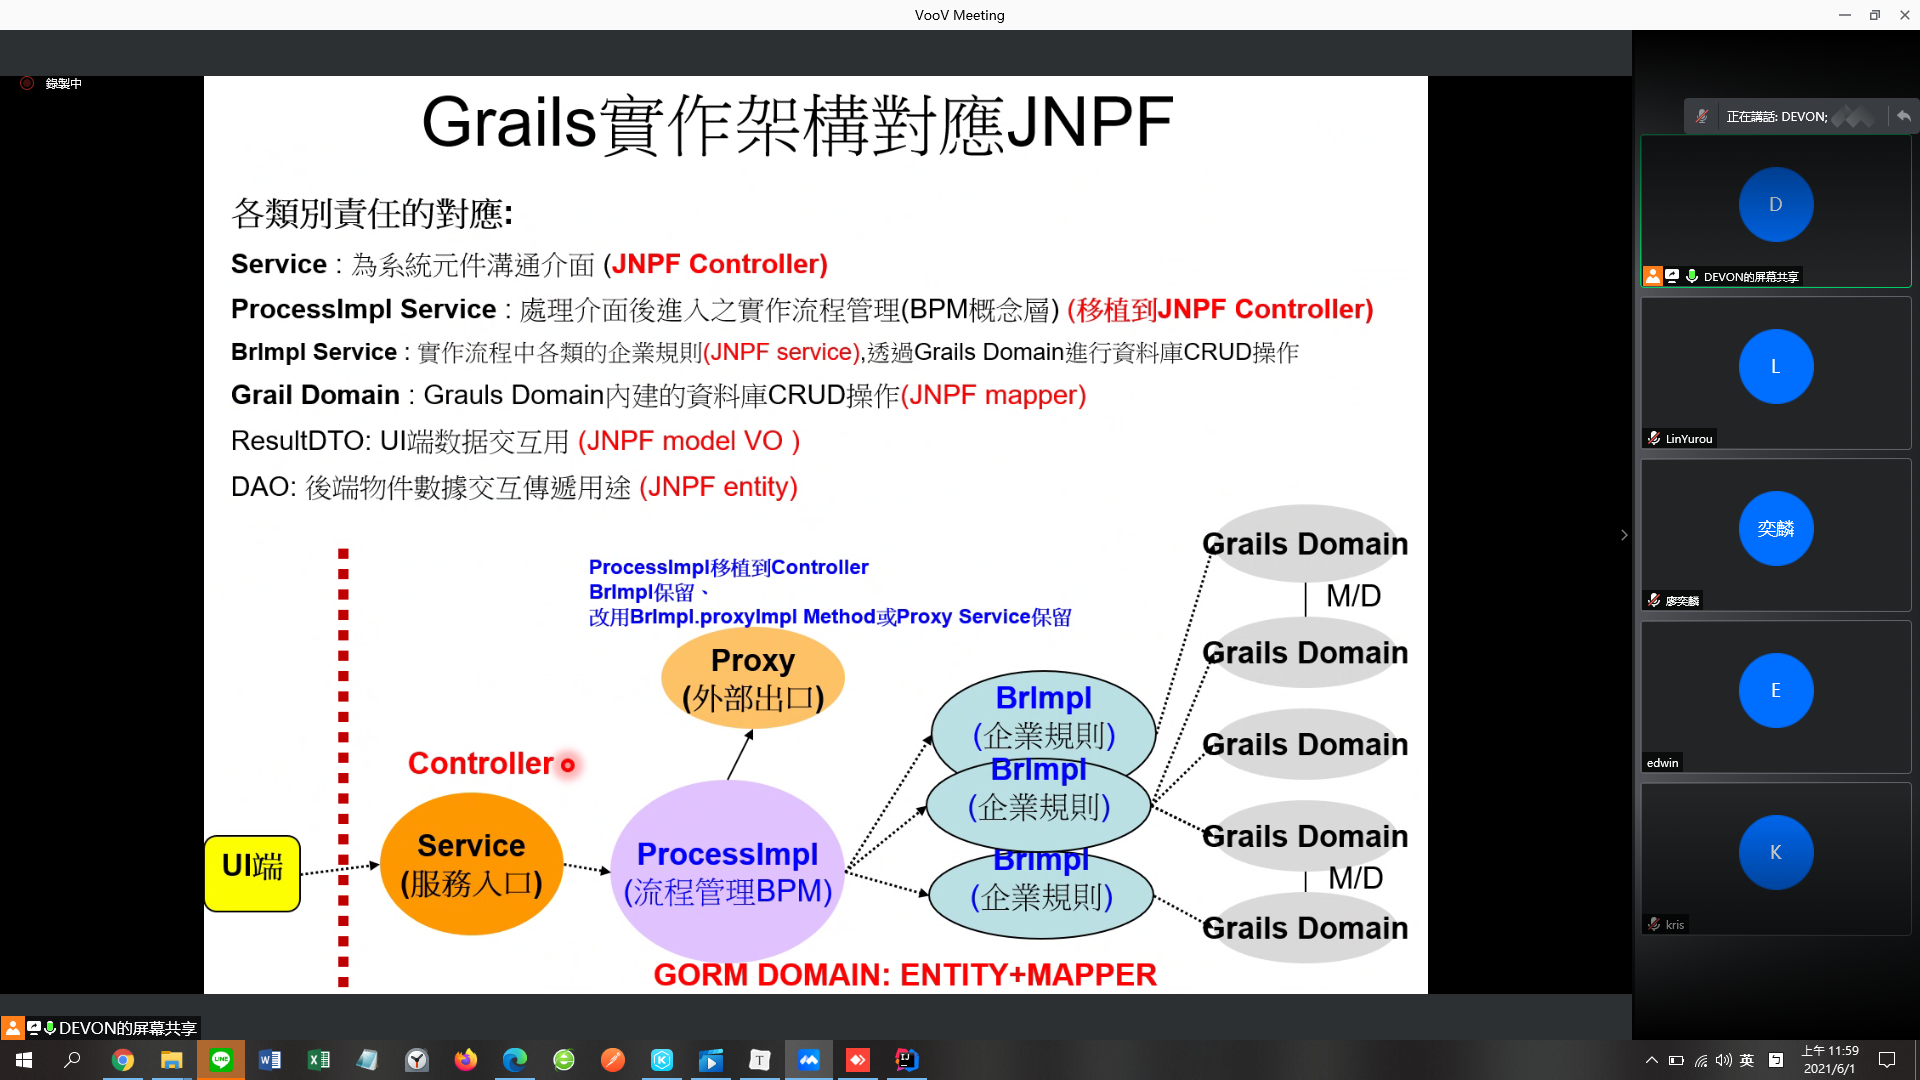 VooV Meeting
錄製中
Grails實作架構對應JNPF
各類別責任的對應:
Service : 為系統元件溝通介面 (JNPF Controller)
ProcessImpl Service : 處理介面後進入之實作流程管理(BPM概念層) (移植到JNPF Controller)
BrImpl Service : 實作流程中各類的企業規則(JNPF service),透過Grails Domain進行資料庫CRUD操作
Grail Domain : Grauls Domain內建的資料庫CRUD操作(JNPF mapper)
ResultDTO: UI端数据交互用 (JNPF model VO )
DAO: 後端物件數據交互傳遞用途 (JNPF entity)
ProcessImpl移植到Controller
BrImpl保留、
改用BrImpl.proxyImpl Method或Proxy Service保留
Proxy
(外部出口)
Controller
UI端
Service
(服務入口)
ProcessImpl
(流程管理BPM)
BrImpl
(企業規則)
BrImpl
(企業規則)
BrImpl
(企業規則)
Grails Domain
M/D
Grails Domain
Grails Domain
Grails Domain
M/D
Grails Domain
GORM DOMAIN: ENTITY+MAPPER
正在講話: DEVON;
D
DEVON的屏幕共享
L
LinYurou
奕麟
廖奕麟
E
edwin
K
kris
DEVON的屏幕共享
英
上午 11:59
2021/6/1